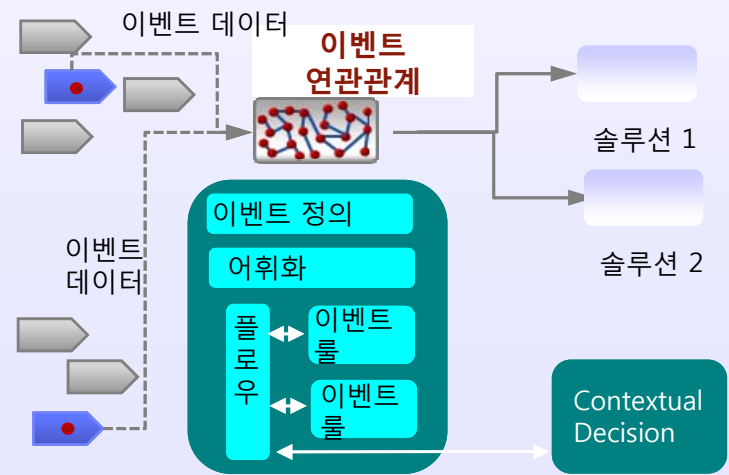 이벤트 데이터
이벤트
연관관계
솔루션 1
이벤트 정의
이벤트
데이터
어휘화
솔루션 2
플
로
우
이벤트
룰
이벤트
룰
Contextual
Decision